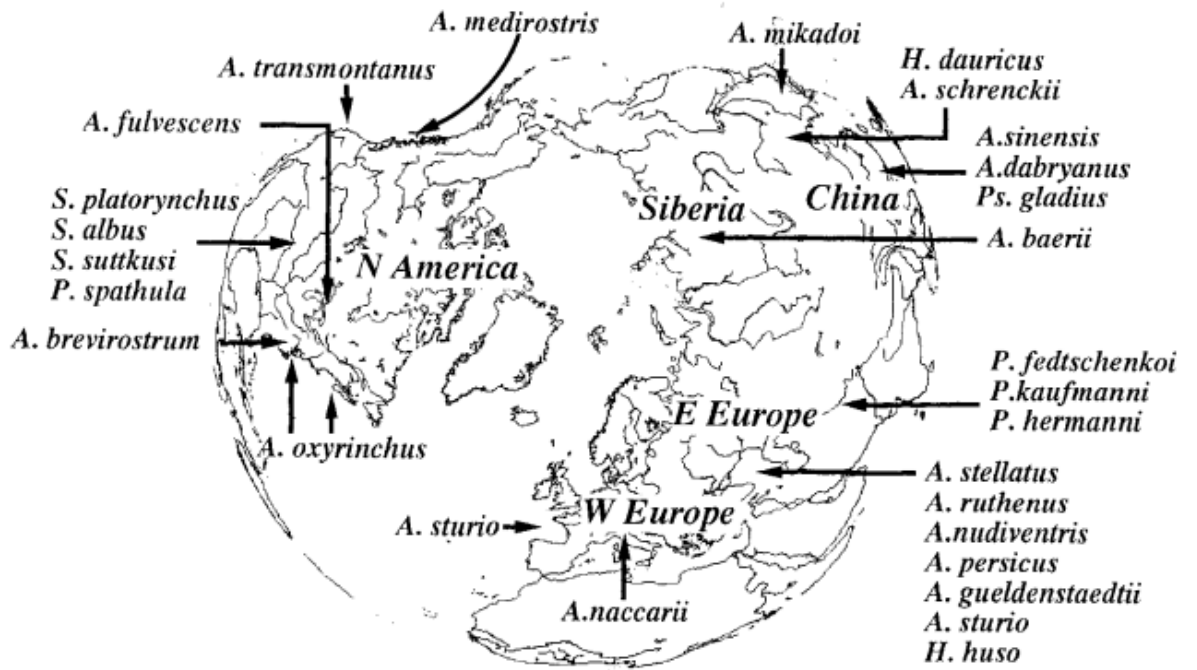 A. medirostris
A. mikadoi
H. dauricus
A. schrenckii
A. transmontanus
A. fulvescens
A.sinensis
A.dabryanus
Ps. gladius
S. platorynchus
S. albus
S. suttkusi
P. spathula
Siberia
China
A. baerii
N America
A. brevirostrum
P. fedtschenkoi
P.kaufmanni
P. hermanni
E Europe
A. oxyrinchus
A. stellatus
A. ruthenus
A.nudiventris
A. persicus
A. gueldenstaedtii
A. sturio
H. huso
A. sturio
W Europe
A.naccarii